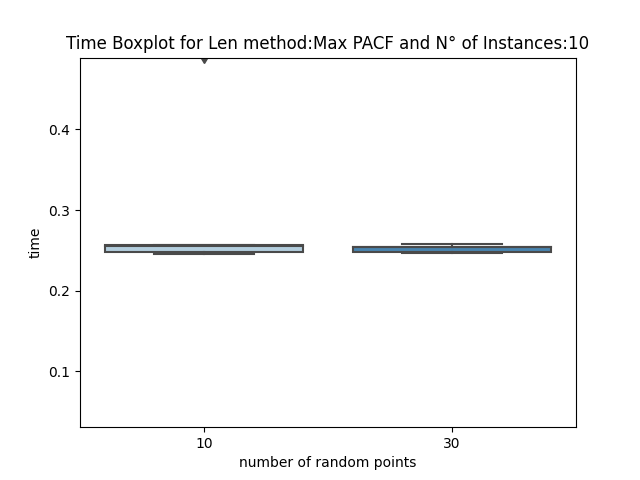 Time Boxplot for Len method:Max PACF and N° of Instances:10
0.4
0.3
0.2
0.1
time
10 30
number of random points